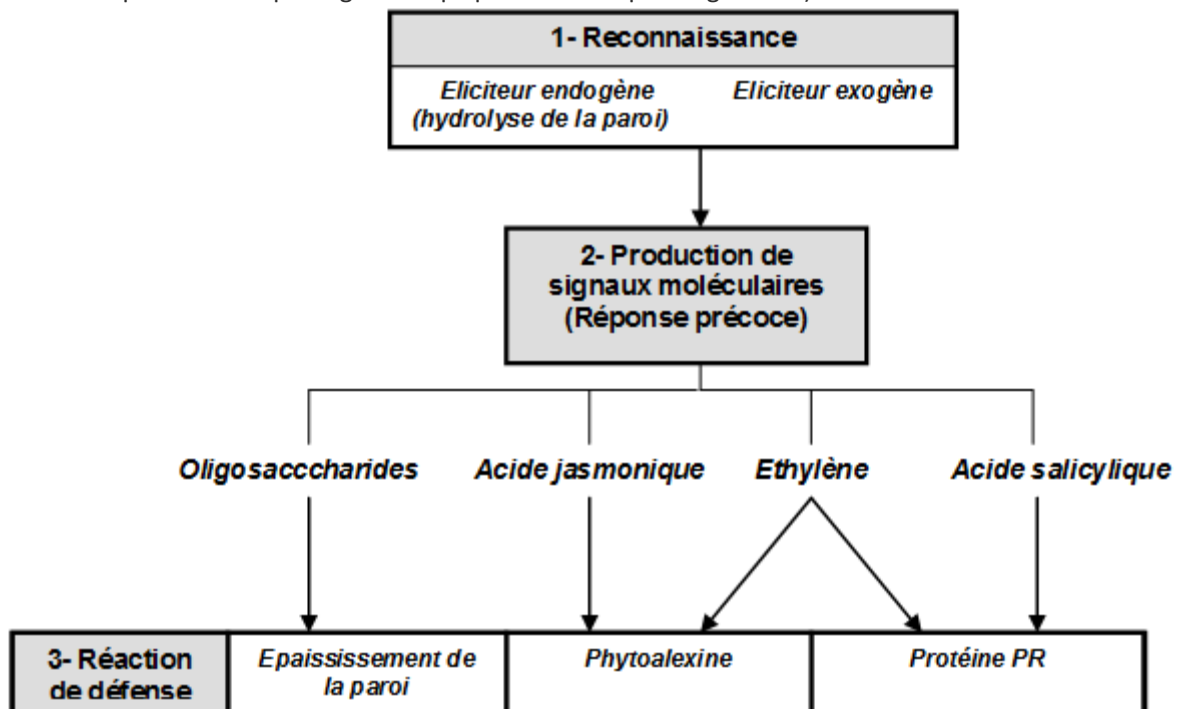 1- Reconnaissance
Eliciteur endogène
(hydrolyse de la paroi)
Eliciteur exogène
2- Production de
signaux moléculaires
(Réponse précoce)
Oligosacccharides
Acide jasmonique
Ethylène
Acide salicylique
3- Réaction
de défense
Epaississement de
la paroi
Phytoalexine
Protéine PR